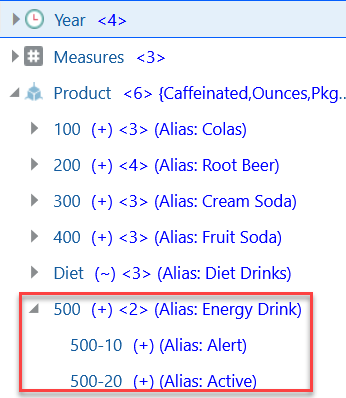 Year <4>
Measures <3>
Product <6> {Caffeinated,Ounces,Pkg..
100 (+) <3> (Alias: Colas)
200 (+) <4> (Alias: Root Beer)
300 (+) <3> (Alias: Cream Soda)
400 (+) <3> (Alias: Fruit Soda)
Diet (~) <3> (Alias: Diet Drinks)
500 (+) <2> (Alias: Energy Drink)
500-10 (+) (Alias: Alert)
500-20 (+) (Alias: Active)